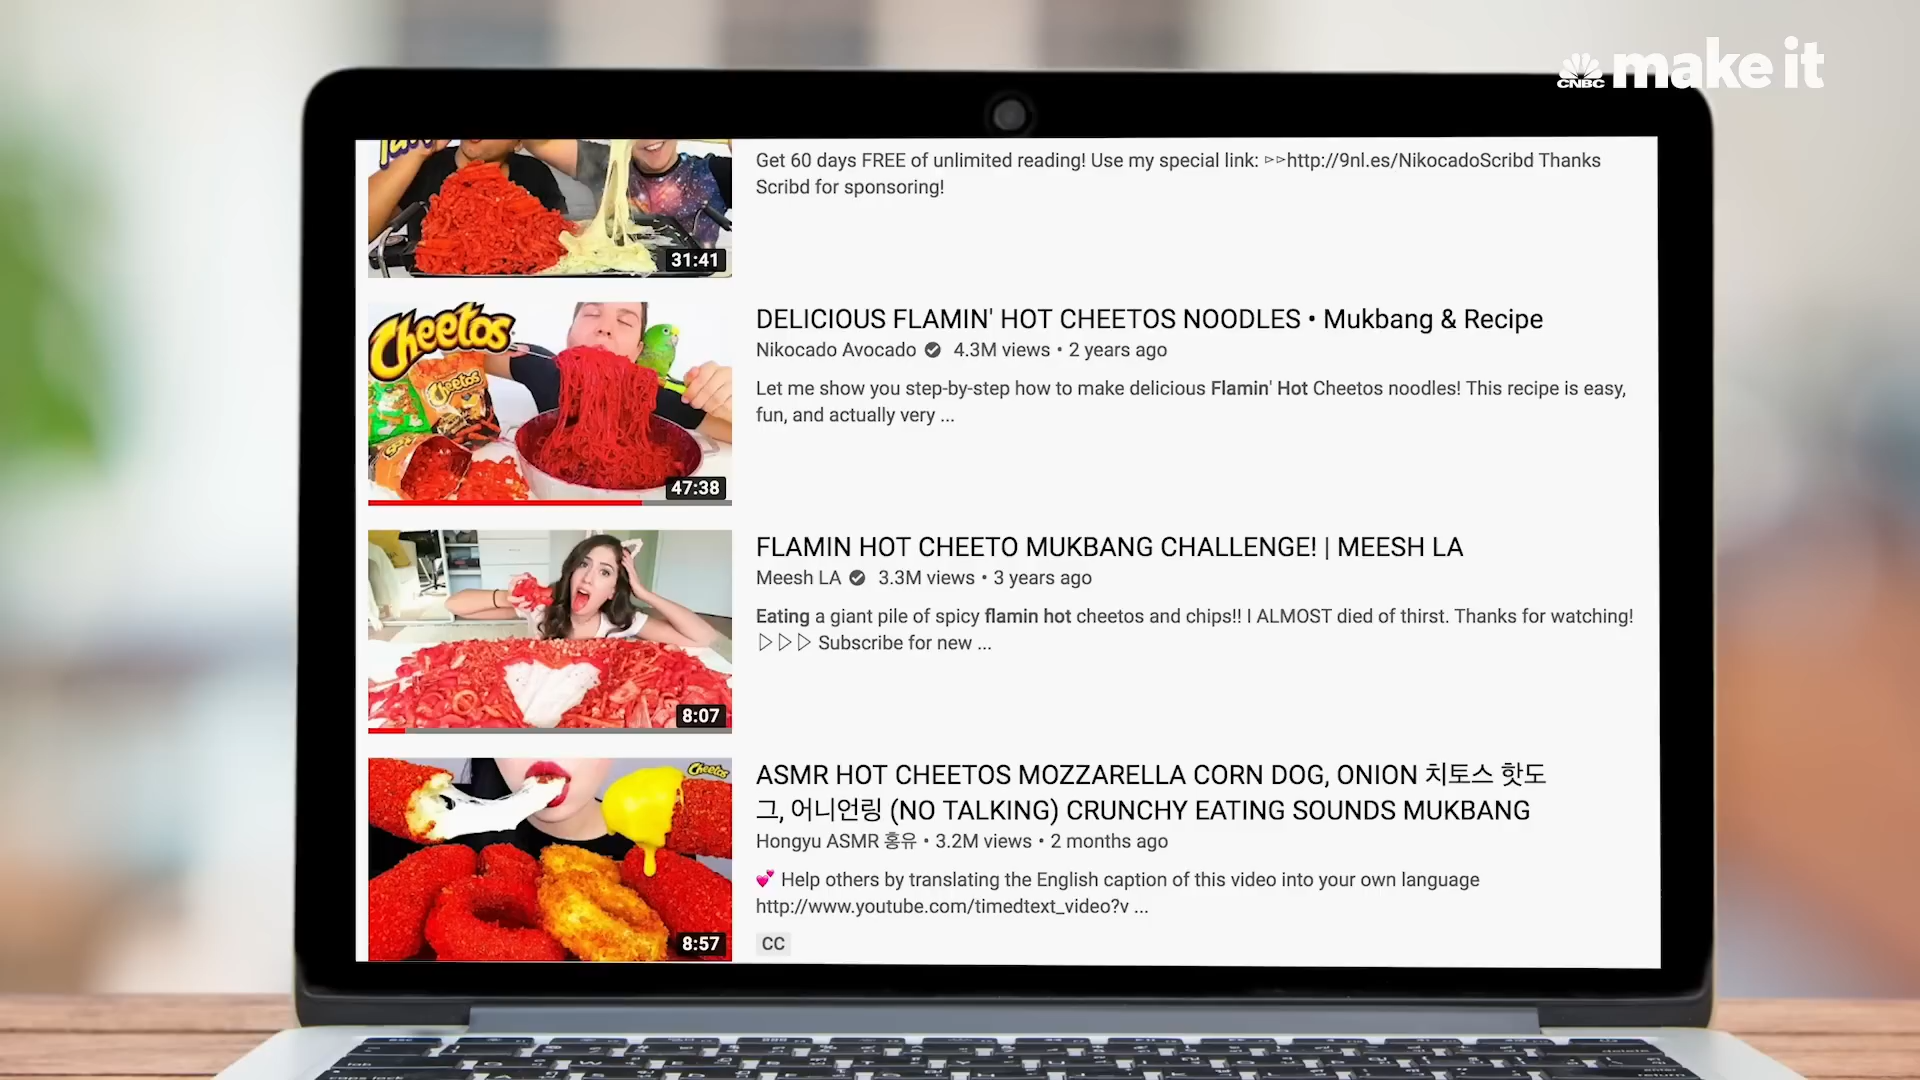 CNBC make it
Get 60 days FREE of unlimited reading! Use my special link: ▻▻http://9nl.es/NikocadoScribd Thanks
Scribd for sponsoring!
31:41
DELICIOUS FLAMIN' HOT CHEETOS NOODLES • Mukbang & Recipe
Nikocado Avocado 4.3M views • 2 years ago
Let me show you step-by-step how to make delicious Flamin' Hot Cheetos noodles! This recipe is easy,
fun, and actually very ...
Cheetos
Cheetos
47:38
FLAMIN HOT CHEETO MUKBANG CHALLENGE! | MEESH LA
Meesh LA 3.3M views • 3 years ago
Eating a giant pile of spicy flamin hot cheetos and chips!! I ALMOST died of thirst. Thanks for watching!
▷▷▷ Subscribe for new ...
8:07
Cheetos
ASMR HOT CHEETOS MOZZARELLA CORN DOG, ONION 치토스 핫도
그, 어니언링 (NO TALKING) CRUNCHY EATING SOUNDS MUKBANG
Hongyu ASMR 홍유 • 3.2M views • 2 months ago
💕 Help others by translating the English caption of this video into your own language
http://www.youtube.com/timedtext_video?v ...
8:57
CC